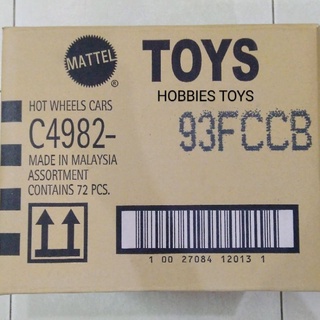 MATTEL
®
TOYS
HOBBIES TOYS
HOT WHEELS CARS
C4982-
93FCCB
MADE IN MALAYSIA
ASSORTMENT
CONTAINS 72 PCS.
1 00 27084 12013 1